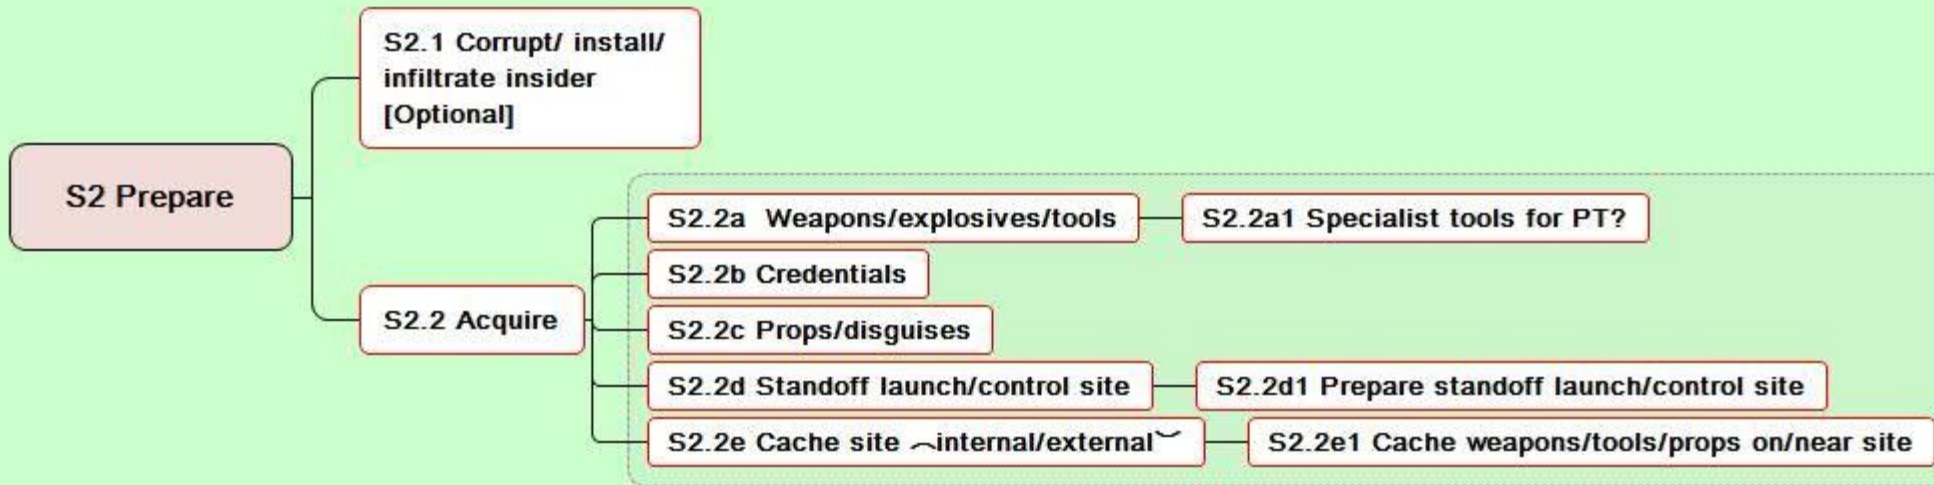 S2.1 Corrupt/ install/
infiltrate insider
[Optional]
S2 Prepare
S2.2 Acquire
S2.2a Weapons/explosives/tools
S2.2a1 Specialist tools for PT?
S2.2b Credentials
S2.2c Props/disguises
S2.2d Standoff launch/control site
S2.2d1 Prepare standoff launch/control site
S2.2e Cache site ︵internal/external︶
S2.2e1 Cache weapons/tools/props on/near site